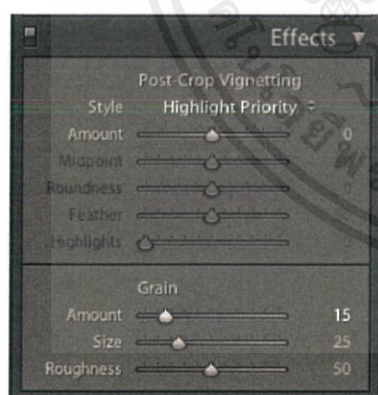 Effects
Post-Crop Vignetting
Style Highlight Priority
Amount 0
Midpoint
Roundness
Feather
Highlights
Grain
Amount 15
Size 25
Roughness 50